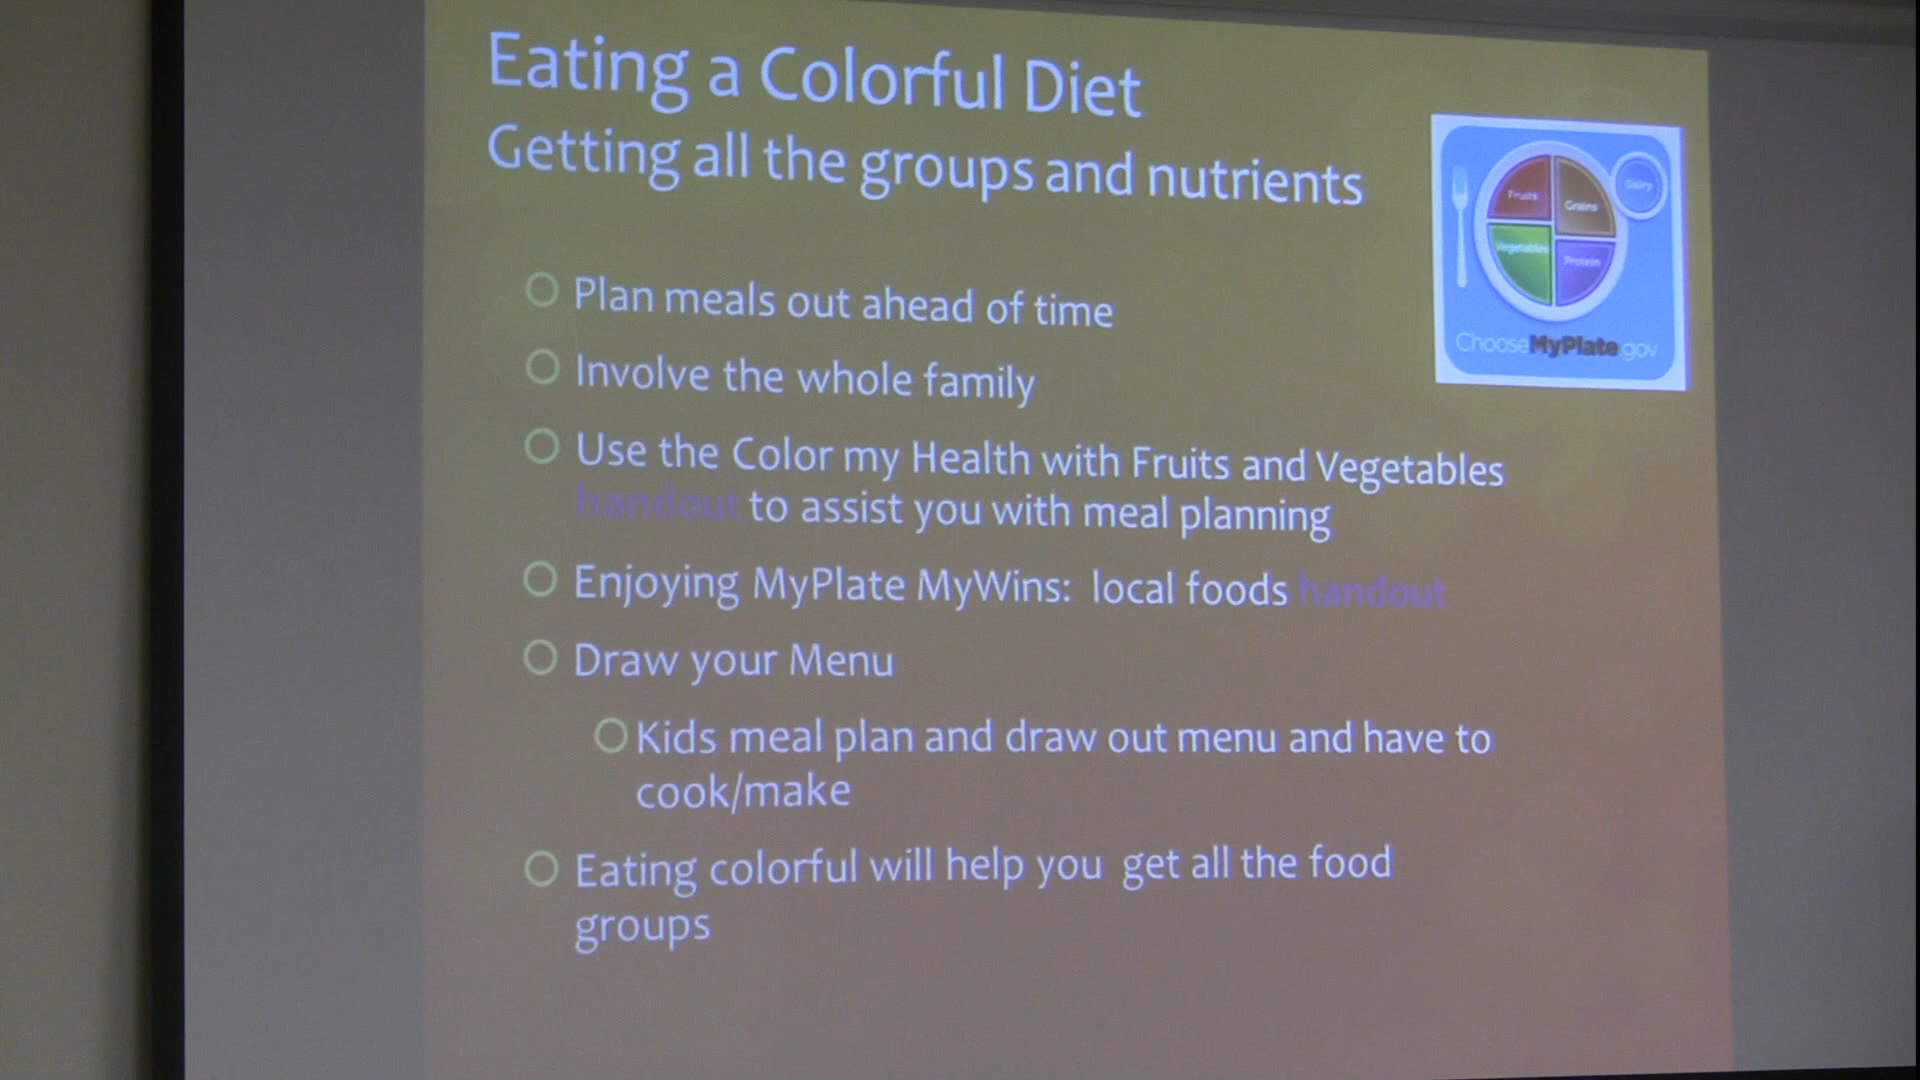 Eating a Colorful Diet
Getting all the groups and nutrients
Fruits
Grains
Dairy
Vegetables
Protein
ChooseMyPlate.gov
Plan meals out ahead of time
Involve the whole family
Use the Color my Health with Fruits and Vegetables
handout to assist you with meal planning
Enjoying MyPlate MyWins: local foods handout
Draw your Menu
Kids meal plan and draw out menu and have to
cook/make
Eating colorful will help you get all the food
groups